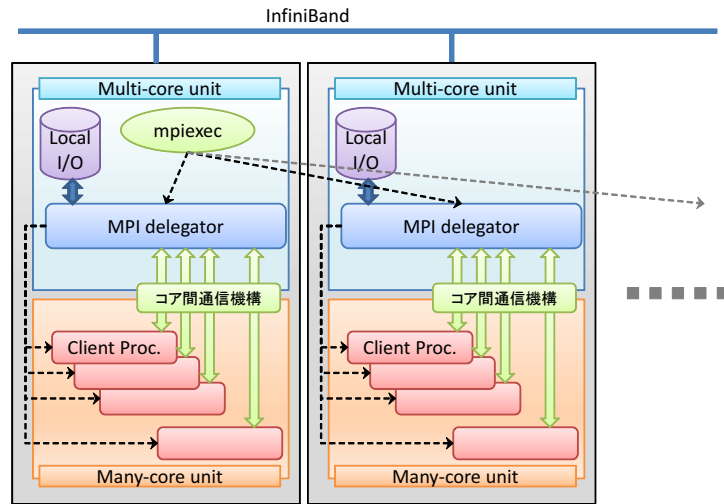 InfiniBand
Multi-core unit
Local
I/O
mpiexec
MPI delegator
コア間通信機構
Client Proc.
Many-core unit
Multi-core unit
Local
I/O
MPI delegator
コア間通信機構
Client Proc.
Many-core unit